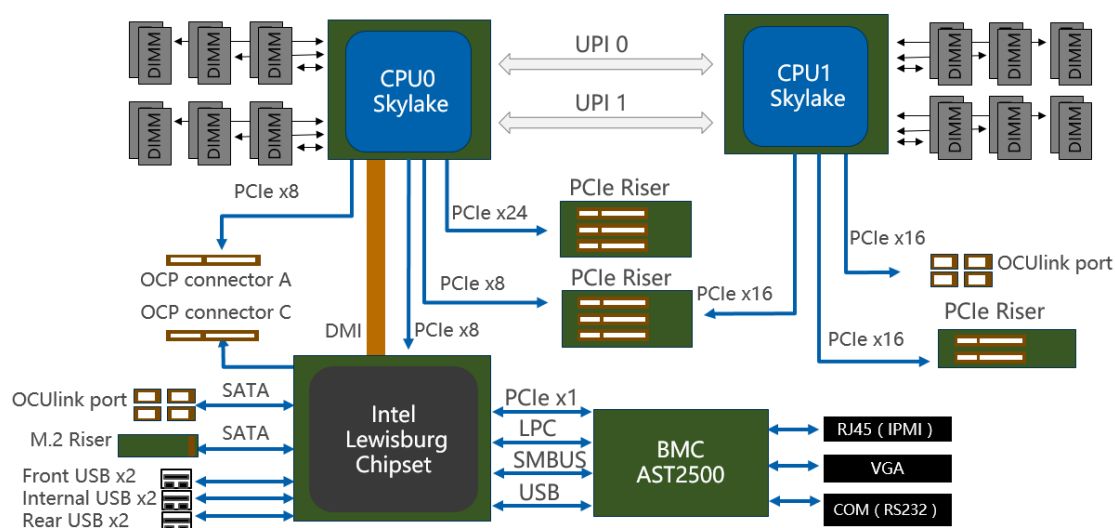 DIMM
DIMM
DIMM
CPU0
Skylake
UPI 0
UPI 1
CPU1
Skylake
DIMM
DIMM
DIMM
DIMM
DIMM
DIMM
DIMM
DIMM
DIMM
PCIe x8
PCIe x24
PCIe Riser
PCIe x16
OCUlink port
OCP connector A
PCIe x8
PCIe Riser
PCIe x16
OCP connector C
DMI
PCIe x8
PCIe Riser
PCIe x16
SATA
OCUlink port
M.2 Riser
SATA
Front USB x2
Internal USB x2
Rear USB x2
Intel
Lewisburg
Chipset
PCIe x1
LPC
SMBUS
USB
BMC
AST2500
RJ45 ( IPMI )
VGA
COM ( RS232 )